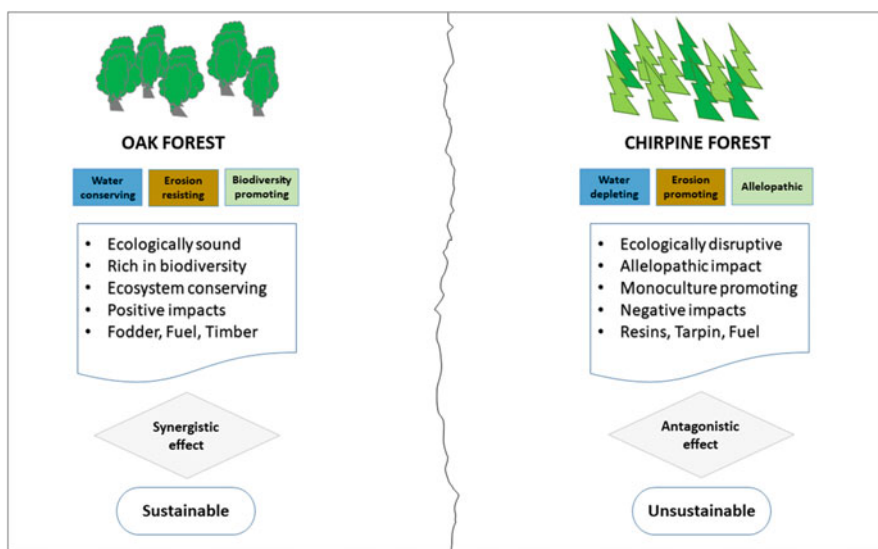 OAK FOREST
Water
conserving
Erosion
resisting
Biodiversity
promoting
• Ecologically sound
• Rich in biodiversity
• Ecosystem conserving
• Positive impacts
• Fodder, Fuel, Timber
Synergistic
effect
Sustainable
CHIRPINE FOREST
Water
depleting
Erosion
promoting
Allelopathic
• Ecologically disruptive
• Allelopathic impact
• Monoculture promoting
• Negative impacts
• Resins, Tarpin, Fuel
Antagonistic
effect
Unsustainable